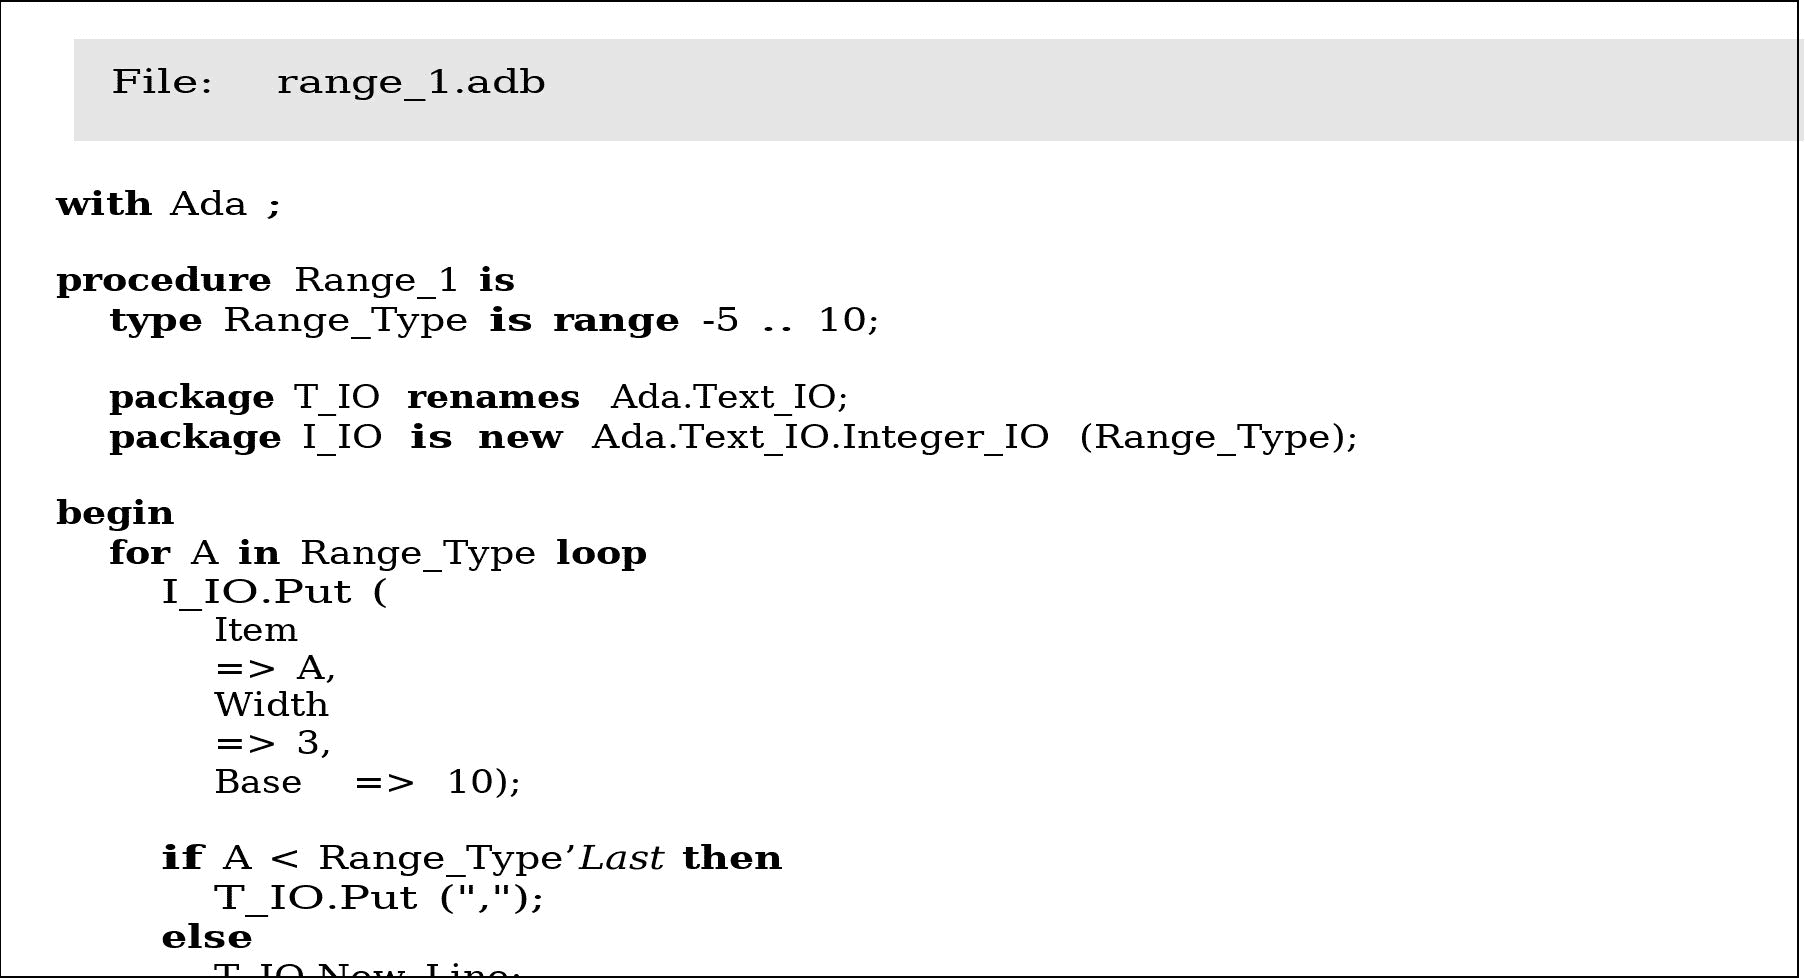 File: range_1.adb
with Ada ;
procedure Range_1 is
type Range_Type is range -5 .. 10;
package T_IO renames Ada.Text_IO;
package I_IO is new Ada.Text_IO.Integer_IO (Range_Type);
begin
for A in Range_Type loop
I_IO.Put (
Item
=> A,
Width
=> 3,
Base => 10);
if A < Range_Type’Last then
T_IO.Put (",");
else
T_IO.New_Line;